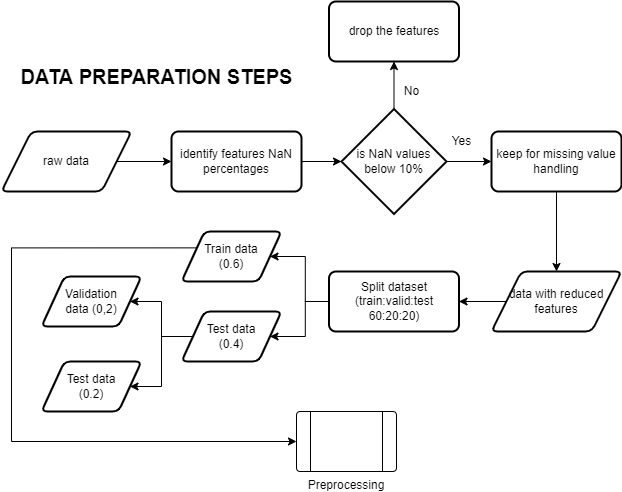 drop the features
DATA PREPARATION STEPS
No
raw data
identify features NaN
percentages
is NaN values
below 10%
Yes
keep for missing value
handling
Train data
(0.6)
Validation
data (0,2)
Test data
(0.4)
Split dataset
(train:valid:test
60:20:20)
data with reduced
features
Test data
(0.2)
Preprocessing